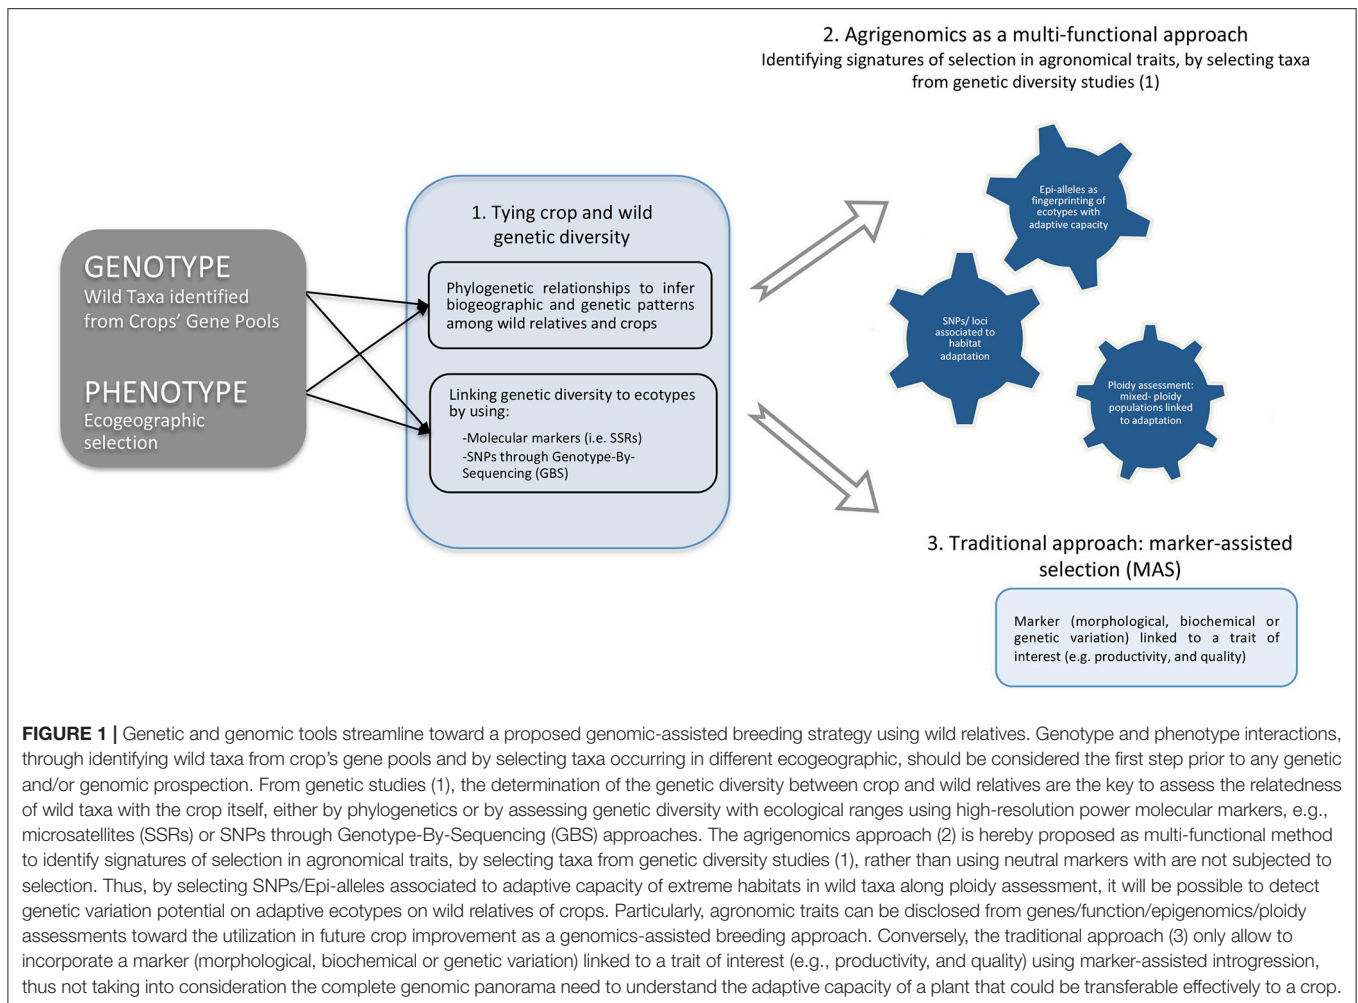 2. Agrigenomics as a multi-functional approach
Identifying signatures of selection in agronomical traits, by selecting taxa
from genetic diversity studies (1)
GENOTYPE
Wild Taxa identified
from Crops' Gene Pools
PHENOTYPE
Ecogeographic
selection
1. Tying crop and wild
genetic diversity
Phylogenetic relationships to infer
biogeographic and genetic patterns
among wild relatives and crops
Linking genetic diversity to ecotypes
by using:
-Molecular markers (i.e. SSRs)
-SNPs through Genotype-By-
Sequencing (GBS)
Epi-alleles as
fingerprinting of
ecotypes with
adaptive capacity
SNPs/ loci
associated to
habitat
adaptation
Ploidy assessment:
mixed- ploidy
populations linked
to adaptation
3. Traditional approach: marker-assisted
selection (MAS)
Marker (morphological, biochemical or
genetic variation) linked to a trait of
interest (e.g. productivity, and quality)
FIGURE 1 | Genetic and genomic tools streamline toward a proposed genomic-assisted breeding strategy using wild relatives. Genotype and phenotype interactions,
through identifying wild taxa from crop's gene pools and by selecting taxa occurring in different ecogeographic, should be considered the first step prior to any genetic
and/or genomic prospection. From genetic studies (1), the determination of the genetic diversity between crop and wild relatives are the key to assess the relatedness
of wild taxa with the crop itself, either by phylogenetics or by assessing genetic diversity with ecological ranges using high-resolution power molecular markers, e.g.,
microsatellites (SSRs) or SNPs through Genotype-By-Sequencing (GBS) approaches. The agrigenomics approach (2) is hereby proposed as multi-functional method
to identify signatures of selection in agronomical traits, by selecting taxa from genetic diversity studies (1), rather than using neutral markers with are not subjected to
selection. Thus, by selecting SNPs/Epi-alleles associated to adaptive capacity of extreme habitats in wild taxa along ploidy assessment, it will be possible to detect
genetic variation potential on adaptive ecotypes on wild relatives of crops. Particularly, agronomic traits can be disclosed from genes/function/epigenomics/ploidy
assessments toward the utilization in future crop improvement as a genomics-assisted breeding approach. Conversely, the traditional approach (3) only allow to
incorporate a marker (morphological, biochemical or genetic variation) linked to a trait of interest (e.g., productivity, and quality) using marker-assisted introgression,
thus not taking into consideration the complete genomic panorama need to understand the adaptive capacity of a plant that could be transferable effectively to a crop.